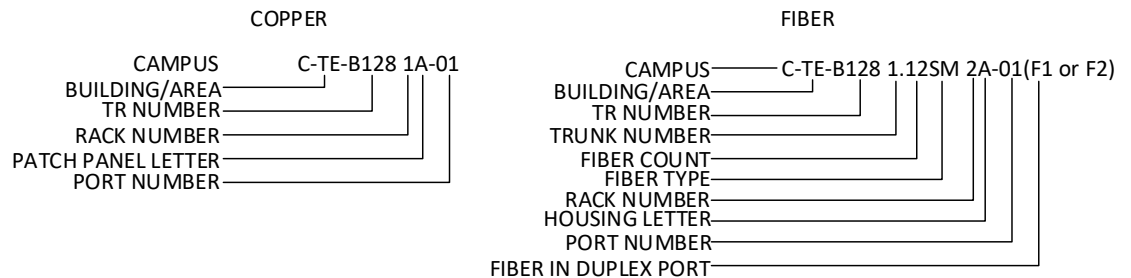 COPPER
CAMPUS C-TE-B128 1A-01
BUILDING/AREA
TR NUMBER
RACK NUMBER
PATCH PANEL LETTER
PORT NUMBER
FIBER
CAMPUS C-TE-B128 1.12SM 2A-01(F1 or F2)
BUILDING/AREA
TR NUMBER
TRUNK NUMBER
FIBER COUNT
FIBER TYPE
RACK NUMBER
HOUSING LETTER
PORT NUMBER
FIBER IN DUPLEX PORT